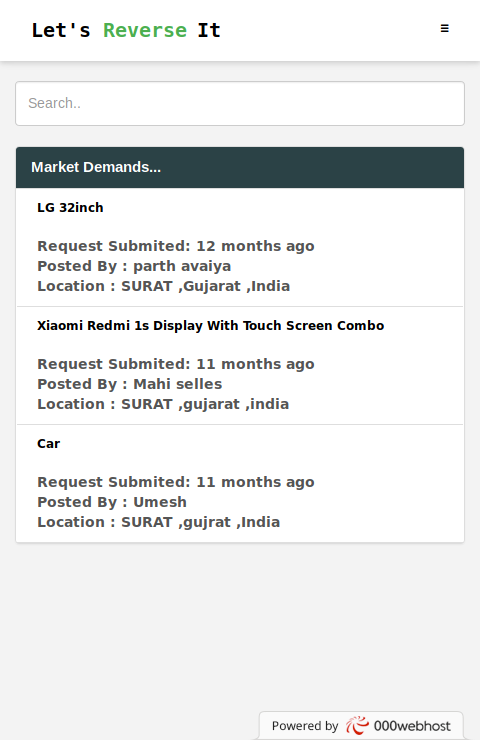 Let's Reverse It
≡
Search..
Market Demands...
LG 32inch
Request Submited: 12 months ago
Posted By : parth avaiya
Location : SURAT ,Gujarat ,India
Xiaomi Redmi 1s Display With Touch Screen Combo
Request Submited: 11 months ago
Posted By : Mahi selles
Location : SURAT ,gujarat ,india
Car
Request Submited: 11 months ago
Posted By : Umesh
Location : SURAT ,gujrat ,India
Powered by 000webhost